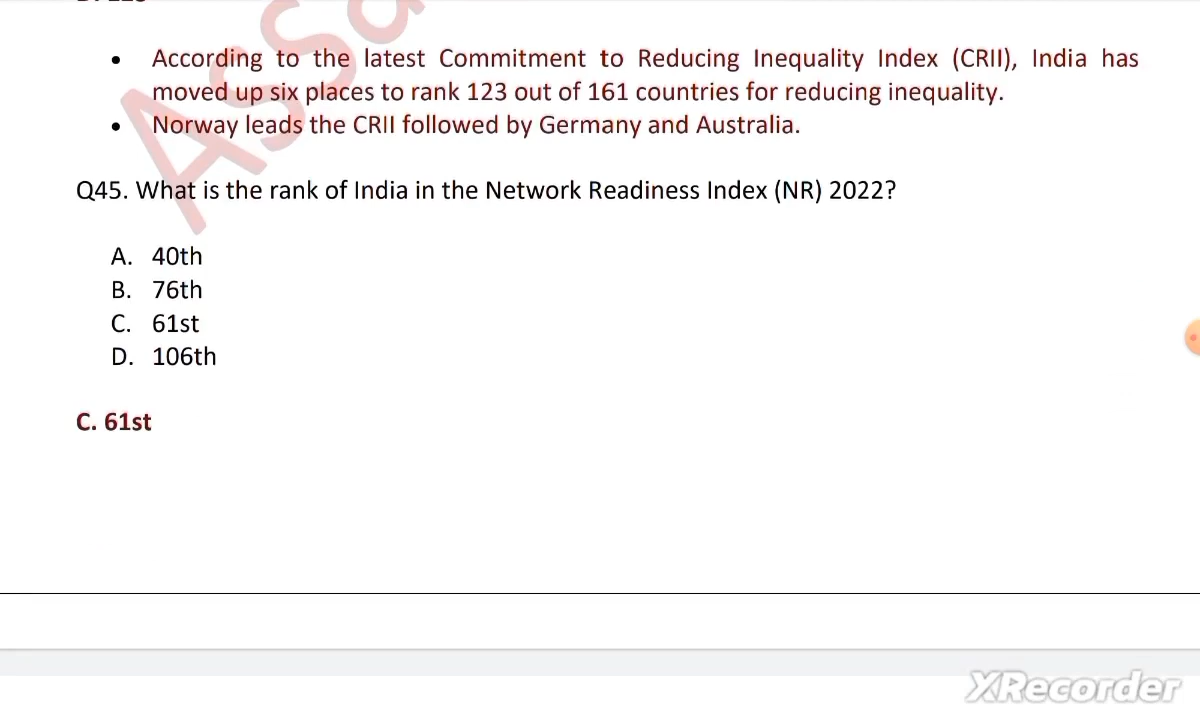 • According to the latest Commitment to Reducing Inequality Index (CRII), India has
moved up six places to rank 123 out of 161 countries for reducing inequality.
• Norway leads the CRII followed by Germany and Australia.
Q45. What is the rank of India in the Network Readiness Index (NR) 2022?
A. 40th
B. 76th
C. 61st
D. 106th
C. 61st
XRecorder